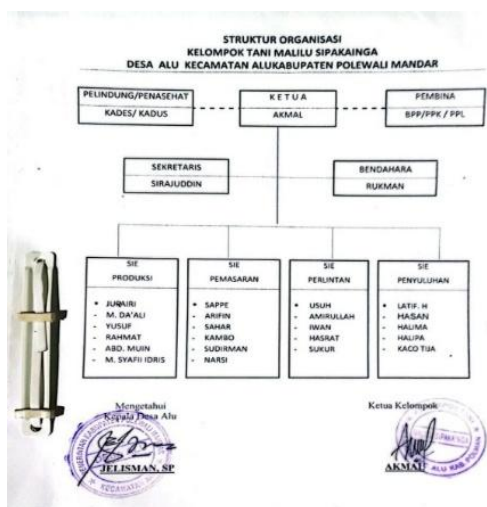 STRUKTUR ORGANISASI
KELOMPOK TANI MALILU SIPAKAINGA
DESA ALU KECAMATAN ALUKABUPATEN POLEWALI MANDAR
PELINDUNG/PENASEHAT
KADES/ KADUS
K E T U A
AKMAL
PEMBINA
BPP/PPK / PPL
SEKRETARIS
SIRAJUDDIN
BENDAHARA
RUKMAN
SIE
PRODUKSI
• JURAIRI
- M. DA'ALI
- YUSUF
- RAHMAT
- ABD. MUIN
- M. SYAFII IDRIS
SIE
PEMASARAN
• SAPPE
- ARIFIN
- SAHAR
- KAMBO
- SUDIRMAN
- NARSI
SIE
PERLINTAN
• USUH
- AMIRULLAH
- IWAN
- HASRAT
- SUKUR
SIE
PENYULUHAN
• LATIF. H
- HASAN
- HALIMA
- HALIPA
- KACO TIJA
Mengetahui
Kepala Desa Alu
JELISMAN, SP
Ketua Kelompok
AKMAL